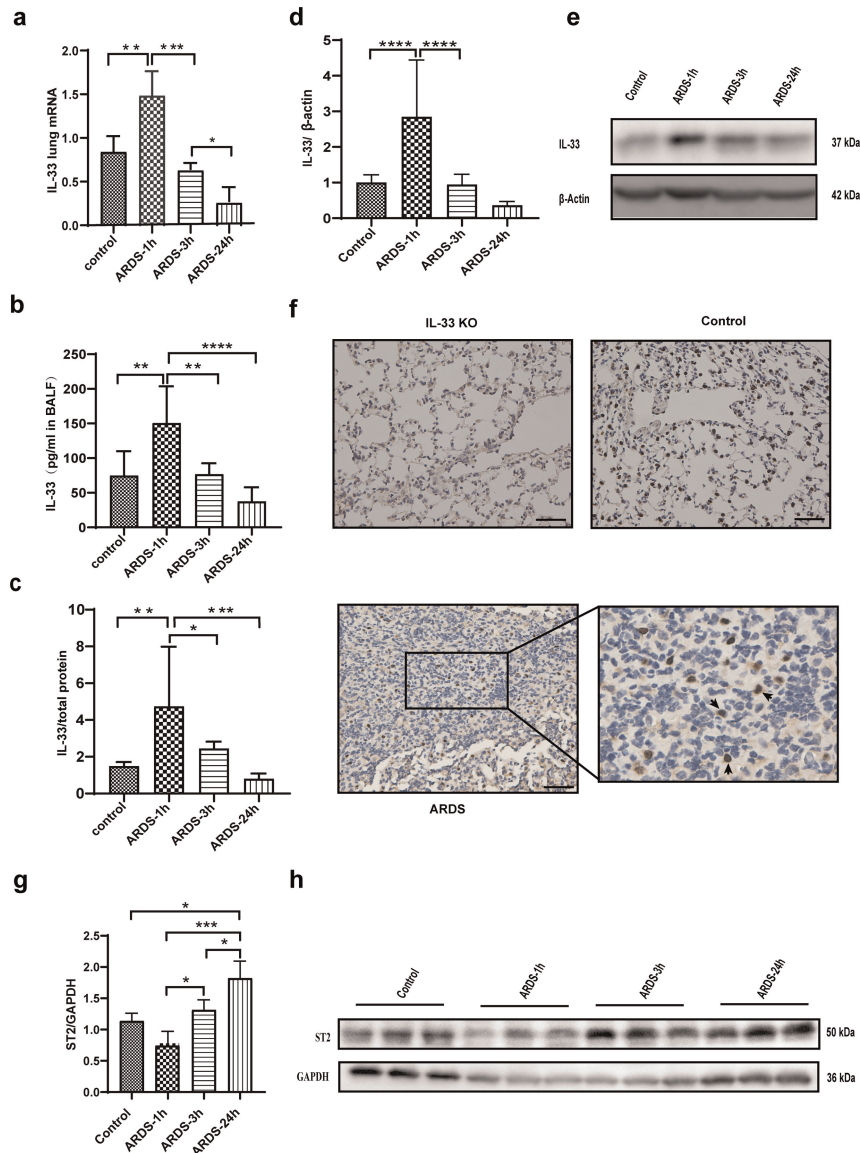 a
IL-33 lung mRNA
2.0
1.5
1.0
0.5
0.0
** ***
*
control
ARDS-1h
ARDS-3h
ARDS-24h
d
IL-33/ β-actin
5
4
3
2
1
0
**** ****
Control
ARDS-1h
ARDS-3h
ARDS-24h
e
Control
ARDS-1h
ARDS-3h
ARDS-24h
IL-33
37 kDa
β-Actin
42 kDa
b
IL-33（pg/ml in BALF）
250
200
150
100
50
0
****
** **
control
ARDS-1h
ARDS-3h
ARDS-24h
f
IL-33 KO
Control
ARDS
c
IL-33/total protein
10
8
6
4
2
0
** ***
*
control
ARDS-1h
ARDS-3h
ARDS-24h
g
ST2/GAPDH
2.5
2.0
1.5
1.0
0.5
0.0
*
***
*
*
Control
ARDS-1h
ARDS-3h
ARDS-24h
h
Control
ARDS-1h
ARDS-3h
ARDS-24h
ST2
50 kDa
GAPDH
36 kDa